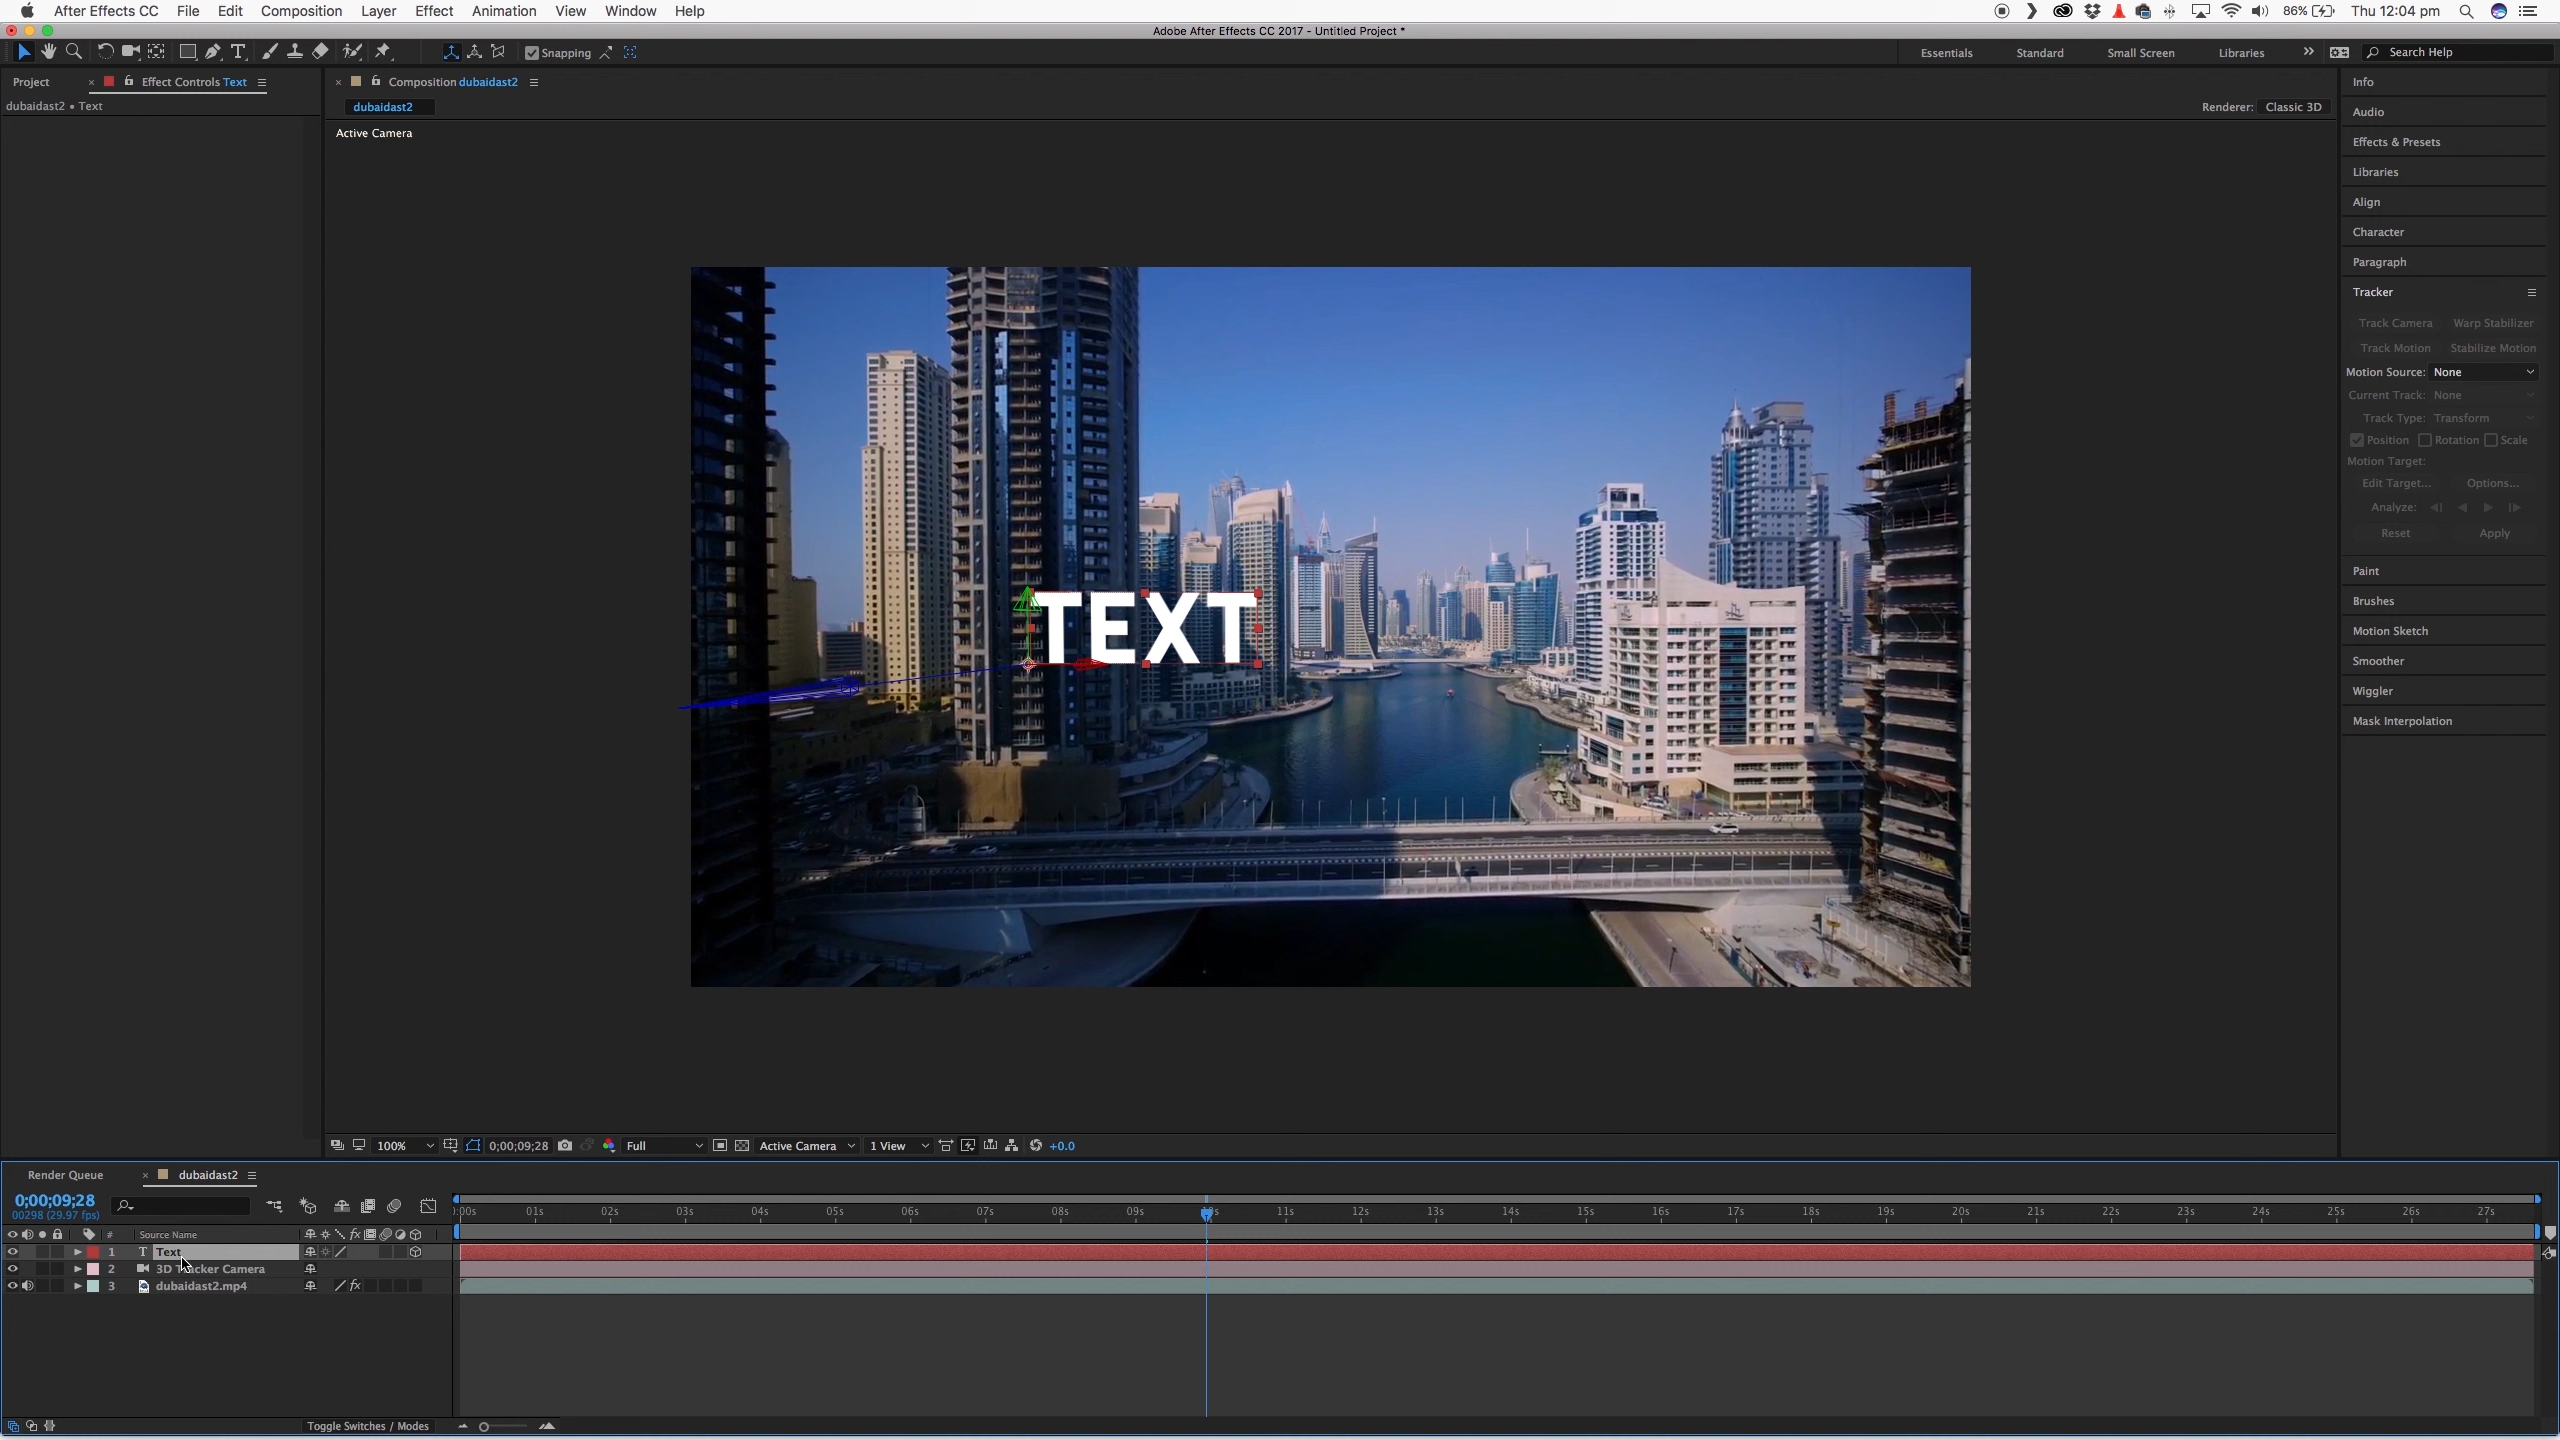 After Effects CC File Edit Composition Layer Effect Animation View Window Help 86% Thu 12:04 pm
Adobe After Effects CC 2017 - Untitled Project *
Snapping Essentials Standard Small Screen Libraries Search Help
Project Effect Controls Text Composition dubaidast2 Info
dubaidast2 • Text dubaidast2 Renderer: Classic 3D
Audio
Active Camera
Effects & Presets
Libraries
Align
Character
Paragraph
Tracker
Track Camera Warp Stabilizer
Track Motion Stabilize Motion
Motion Source: None
Current Track: None
Track Type: Transform
Position Rotation Scale
Motion Target:
Edit Target... Options...
Analyze:
Reset Apply
Paint
Brushes
Motion Sketch
Smoother
Wiggler
Mask Interpolation
TEXT
100% 0;00;09;28 Full Active Camera 1 View +0.0
Render Queue dubaidast2
0;00;09;28
00298 (29.97 fps)
:00s 01s 02s 03s 04s 05s 06s 07s 08s 09s 11s 12s 13s 14s 15s 16s 17s 18s 19s 20s 21s 22s 23s 24s 25s 26s 27s
# Source Name fx
1 T Text
2 3D Tracker Camera
3 dubaidast2.mp4 fx
Toggle Switches / Modes